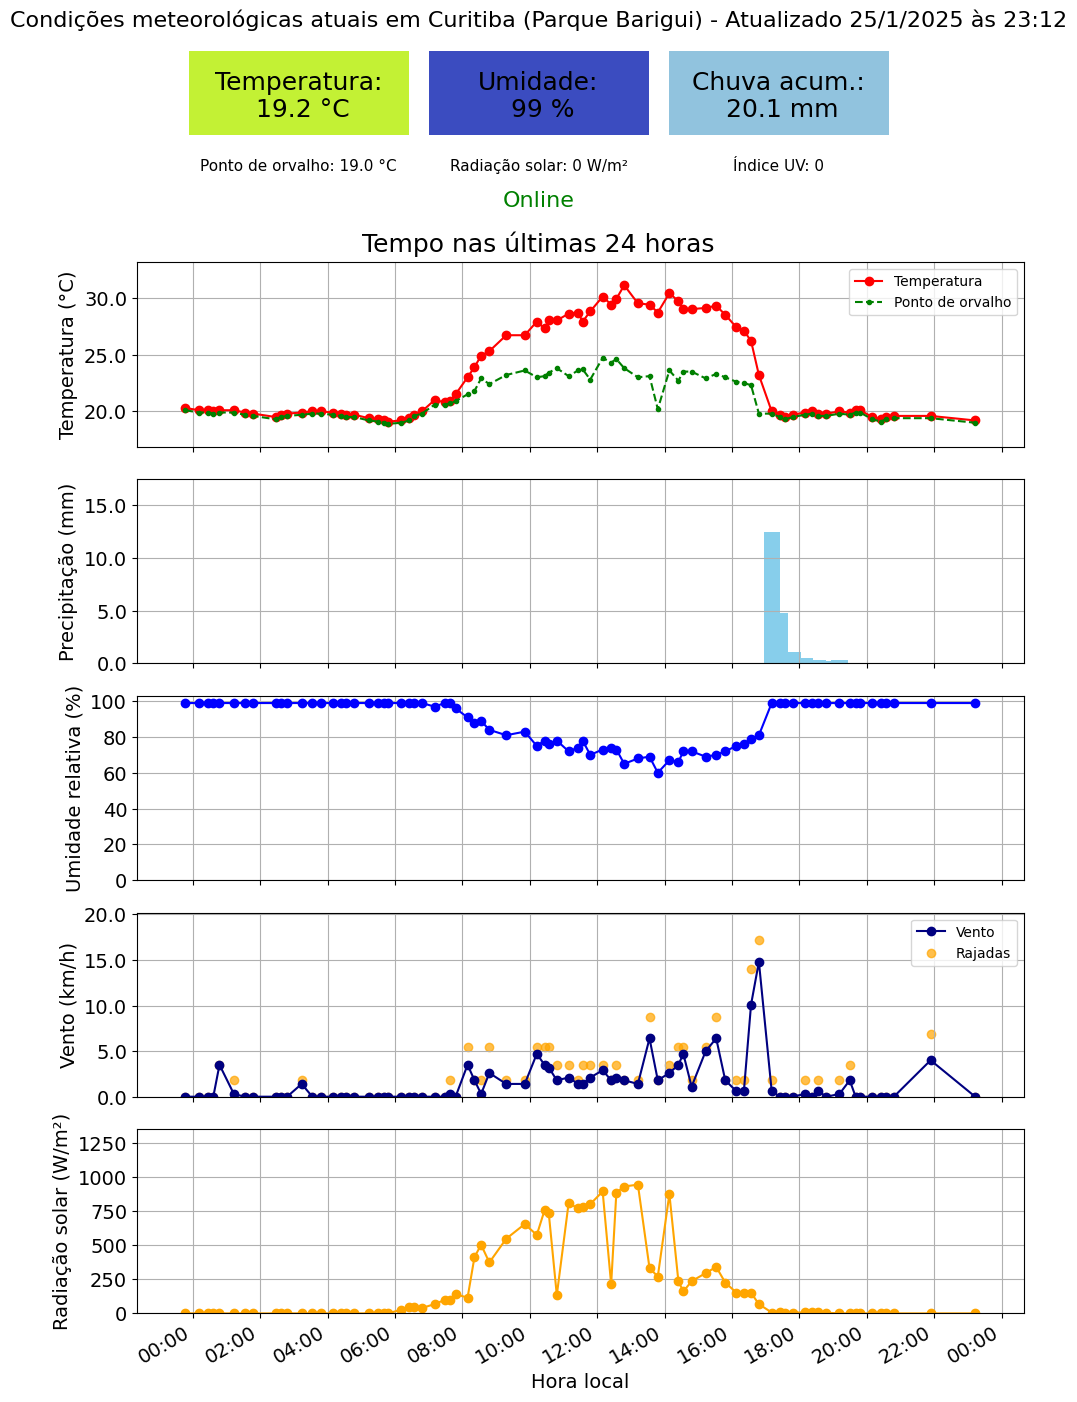 Condições meteorológicas atuais em Curitiba (Parque Barigui) - Atualizado 25/1/2025 às 23:12
Temperatura:
19.2 °C
Umidade:
99 %
Chuva acum.:
20.1 mm
Ponto de orvalho: 19.0 °C
Radiação solar: 0 W/m²
Índice UV: 0
Online
Tempo nas últimas 24 horas
Temperatura (°C)
30.0
25.0
20.0
Temperatura
Ponto de orvalho
Precipitação (mm)
15.0
10.0
5.0
0.0
Umidade relativa (%)
100
80
60
40
20
0
Vento (km/h)
20.0
15.0
10.0
5.0
0.0
Vento
Rajadas
Radiação solar (W/m²)
1250
1000
750
500
250
0
00:00
02:00
04:00
06:00
08:00
10:00
12:00
14:00
16:00
18:00
20:00
22:00
00:00
Hora local